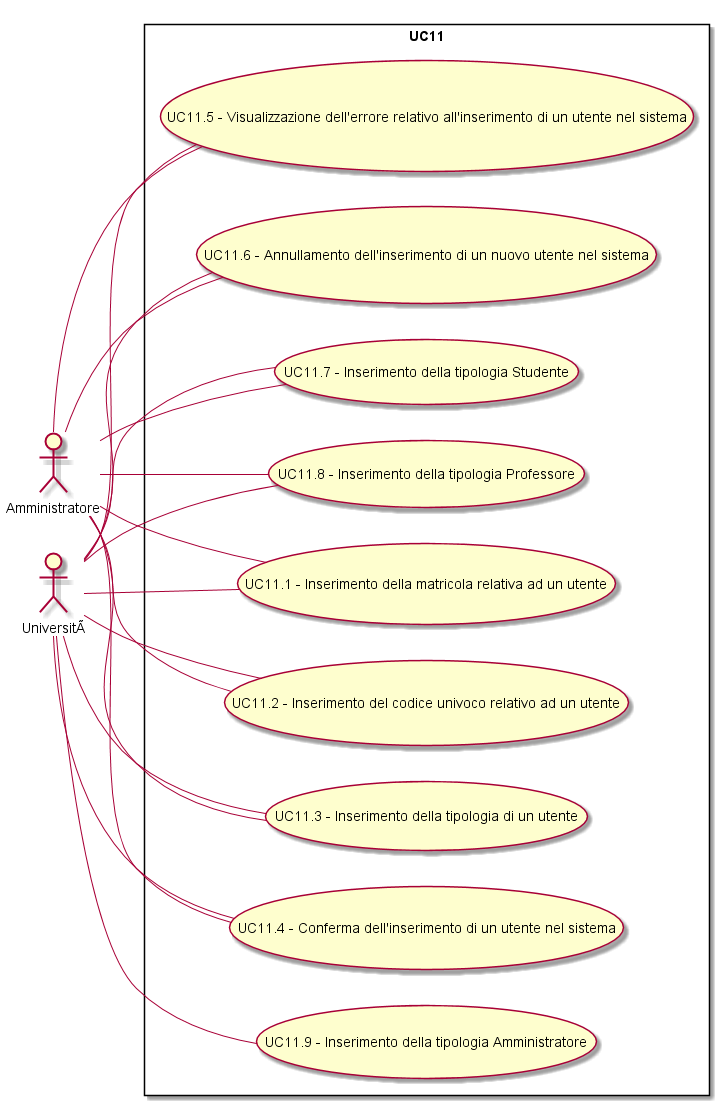 UC11
UC11.5 - Visualizzazione dell'errore relativo all'inserimento di un utente nel sistema
UC11.6 - Annullamento dell'inserimento di un nuovo utente nel sistema
UC11.7 - Inserimento della tipologia Studente
UC11.8 - Inserimento della tipologia Professore
Amministratore
UC11.1 - Inserimento della matricola relativa ad un utente
UniversitÃ
UC11.2 - Inserimento del codice univoco relativo ad un utente
UC11.3 - Inserimento della tipologia di un utente
UC11.4 - Conferma dell'inserimento di un utente nel sistema
UC11.9 - Inserimento della tipologia Amministratore